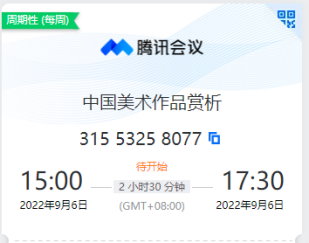 周期性 (每周)
腾讯会议
中国美术作品赏析
315 5325 8077
待开始
15:00 2 小时30 分钟 17:30
2022年9月6日 (GMT+08:00) 2022年9月6日